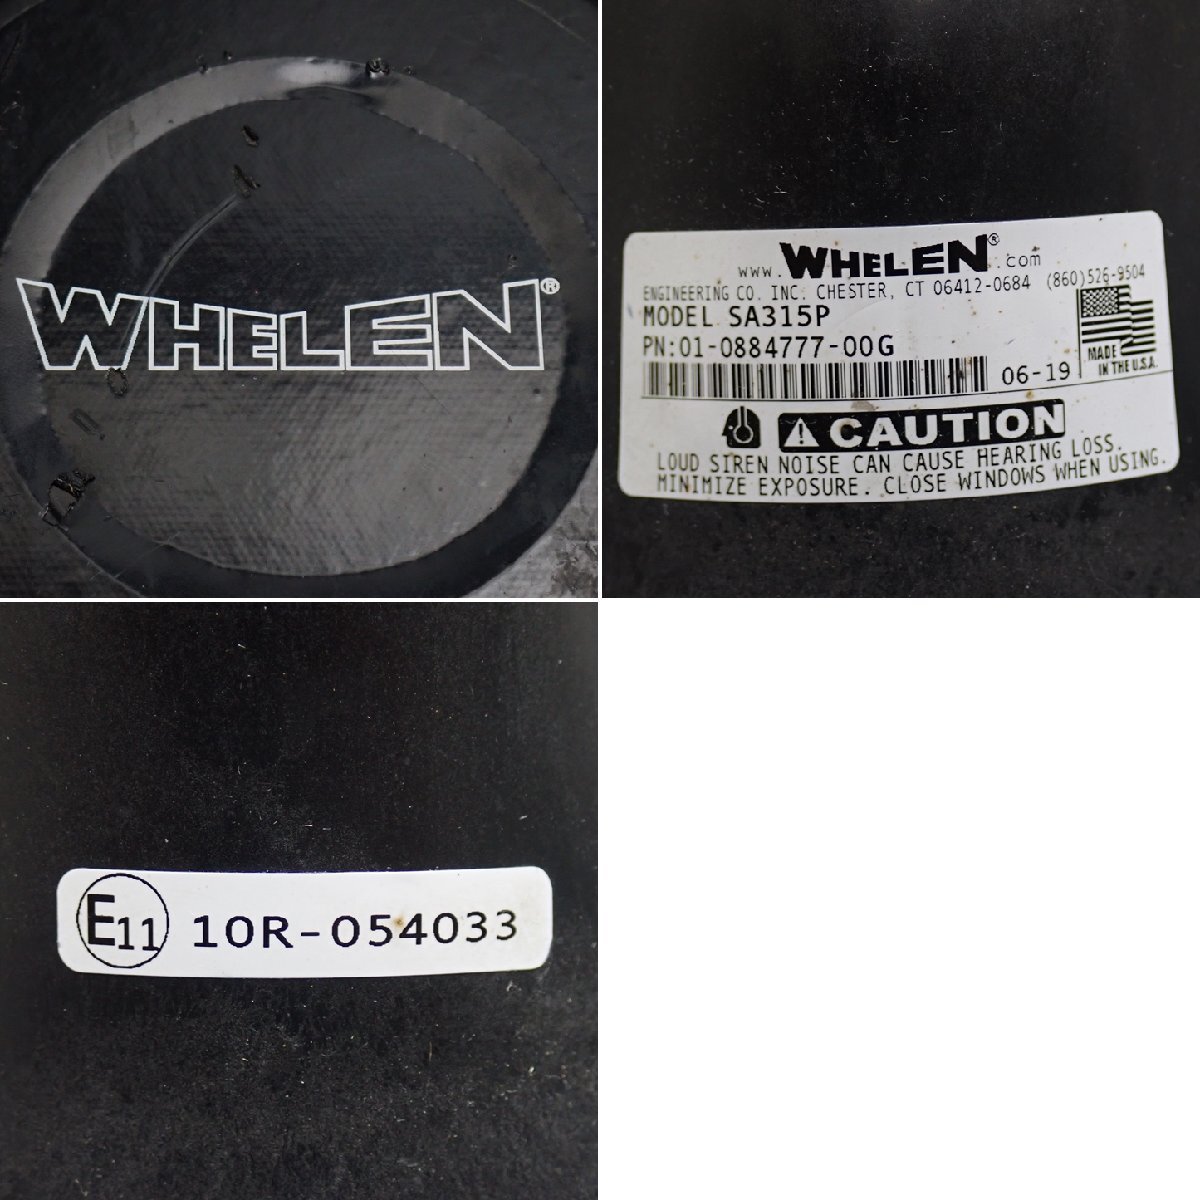 WHELEN®
www.WHELEN®.com
ENGINEERING CO. INC. CHESTER, CT 06412-0684 (860)526-9504
MODEL SA315P
PN:01-0884777-00G
06-19
MADE
IN THE U.S.A.
CAUTION
LOUD SIREN NOISE CAN CAUSE HEARING LOSS.
MINIMIZE EXPOSURE. CLOSE WINDOWS WHEN USING.
E11 10R-054033